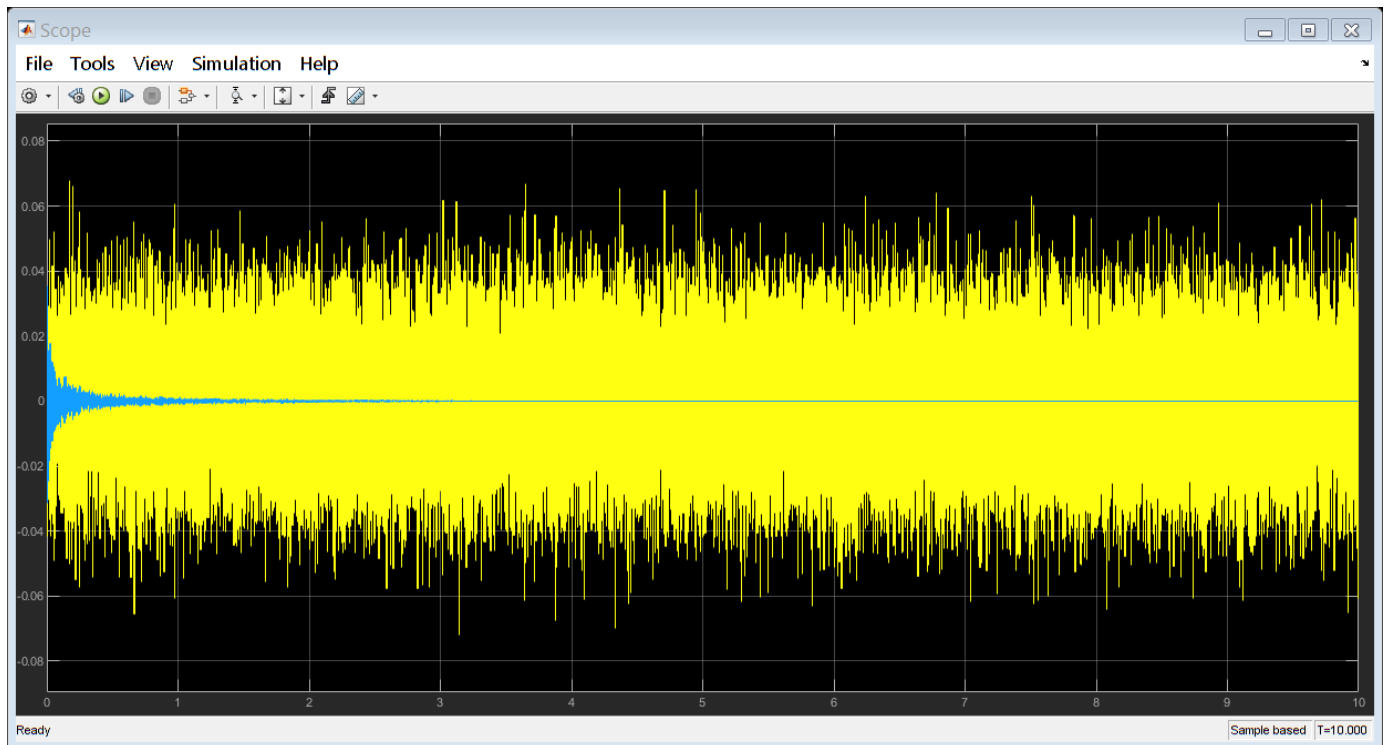 Scope
File Tools View Simulation Help
0.08
0.06
0.04
0.02
0
-0.02
-0.04
-0.06
-0.08
0 1 2 3 4 5 6 7 8 9 10
Ready Sample based T=10.000